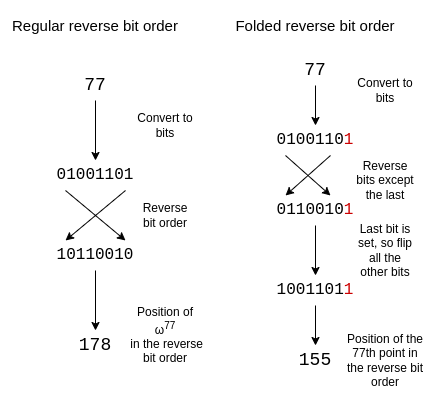 Regular reverse bit order
77
Convert to
bits
01001101
Reverse
bit order
10110010
Position of
ω⁷⁷
in the reverse
bit order
178
Folded reverse bit order
77
Convert to
bits
01001101
Reverse
bits except
the last
01100101
Last bit is
set, so flip
all the
other bits
10011011
Position of the
77th point in
the reverse bit
order
155